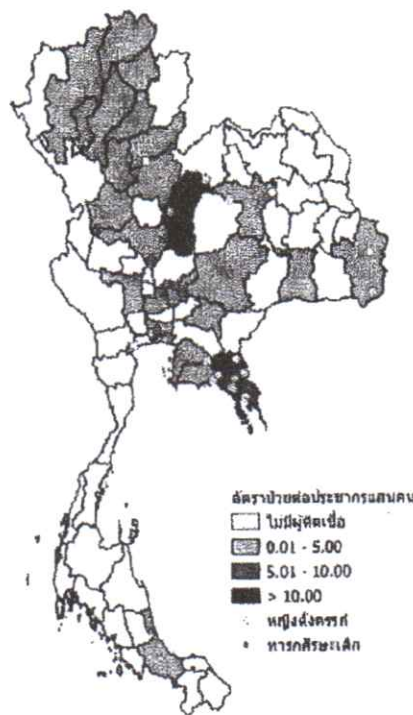 อัตราป่วยต่อประชากรแสนคน
ไม่มีผู้ติดเชื้อ
0.01 - 5.00
5.01 - 10.00
> 10.00
หญิงตั้งครรภ์
ทารกศีรษะเล็ก